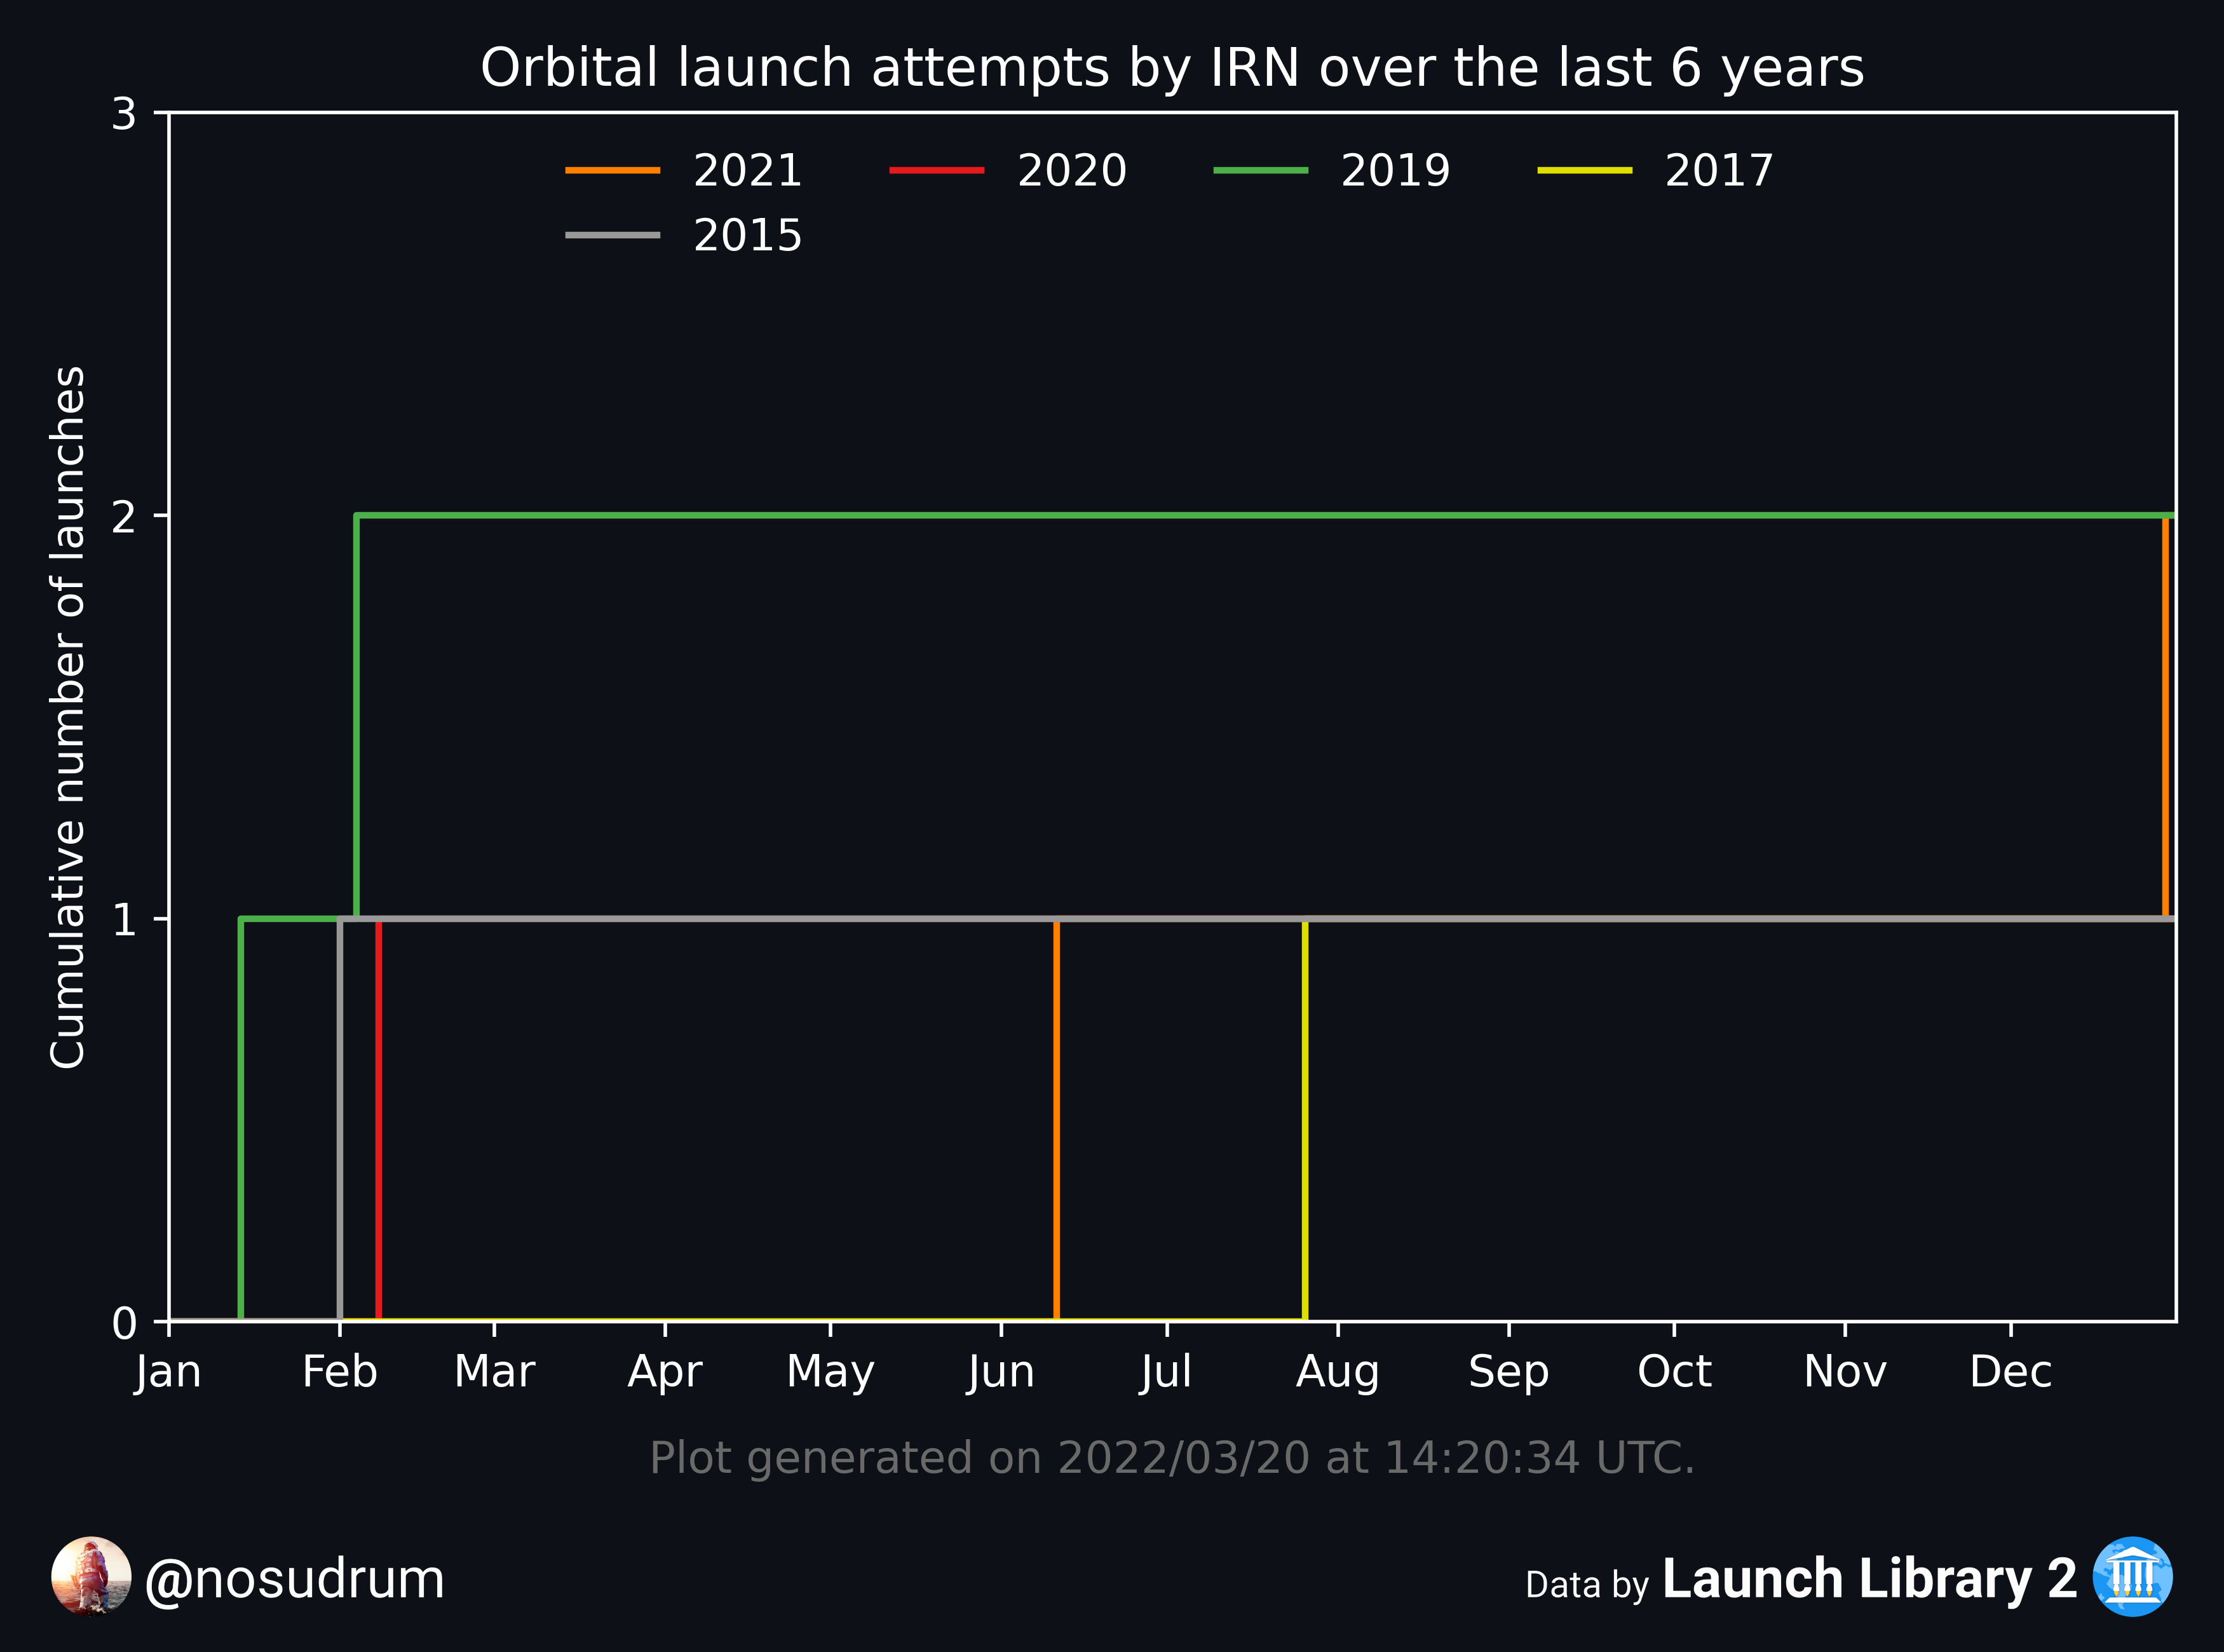 Orbital launch attempts by IRN over the last 6 years
3
2021 2020 2019 2017
2015
2
1
0
Cumulative number of launches
Jan Feb Mar Apr May Jun Jul Aug Sep Oct Nov Dec
Plot generated on 2022/03/20 at 14:20:34 UTC.
@nosudrum
Data by Launch Library 2